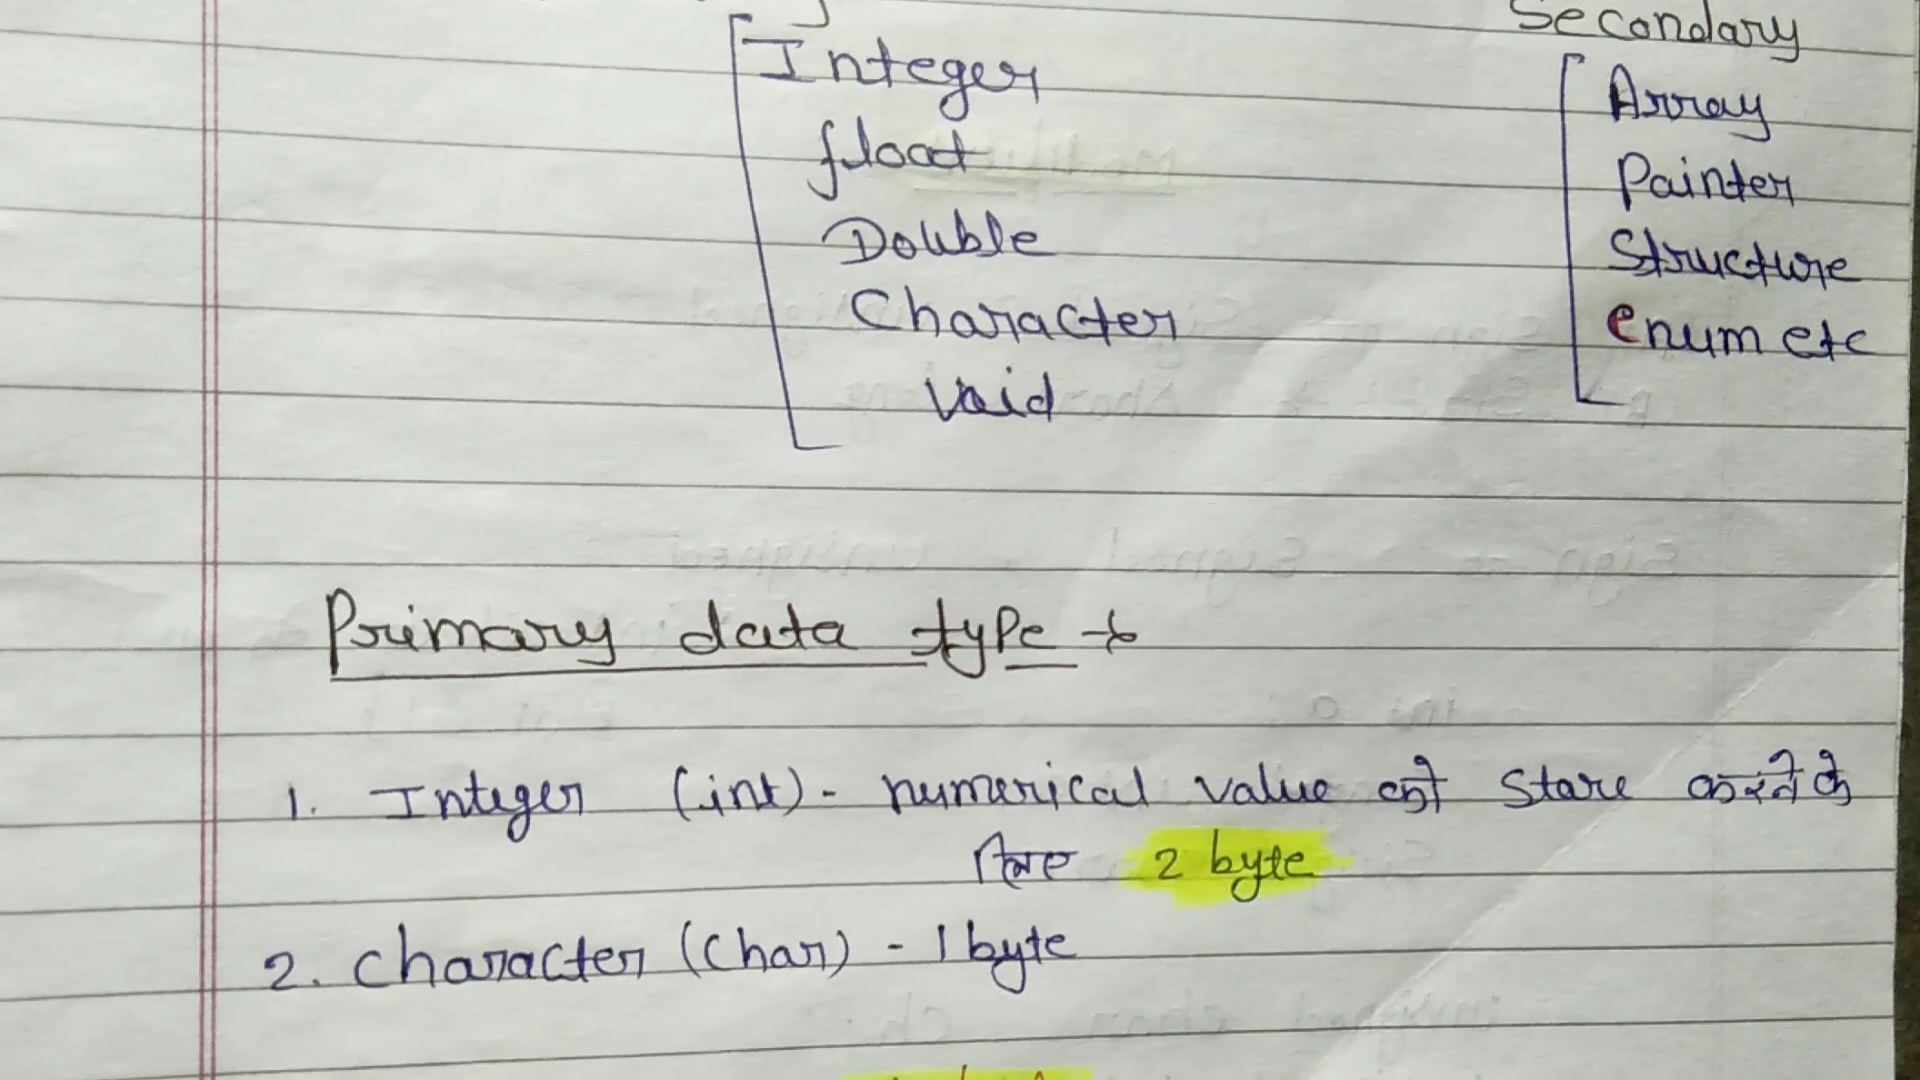 Integer
float
Double
Character
Void
Secondary
Array
Pointer
Structure
enum etc
Primary data type →
1. Integer (int) - numerical value को Store करने के
लिए 2 byte
2. Character (Char) - 1 byte